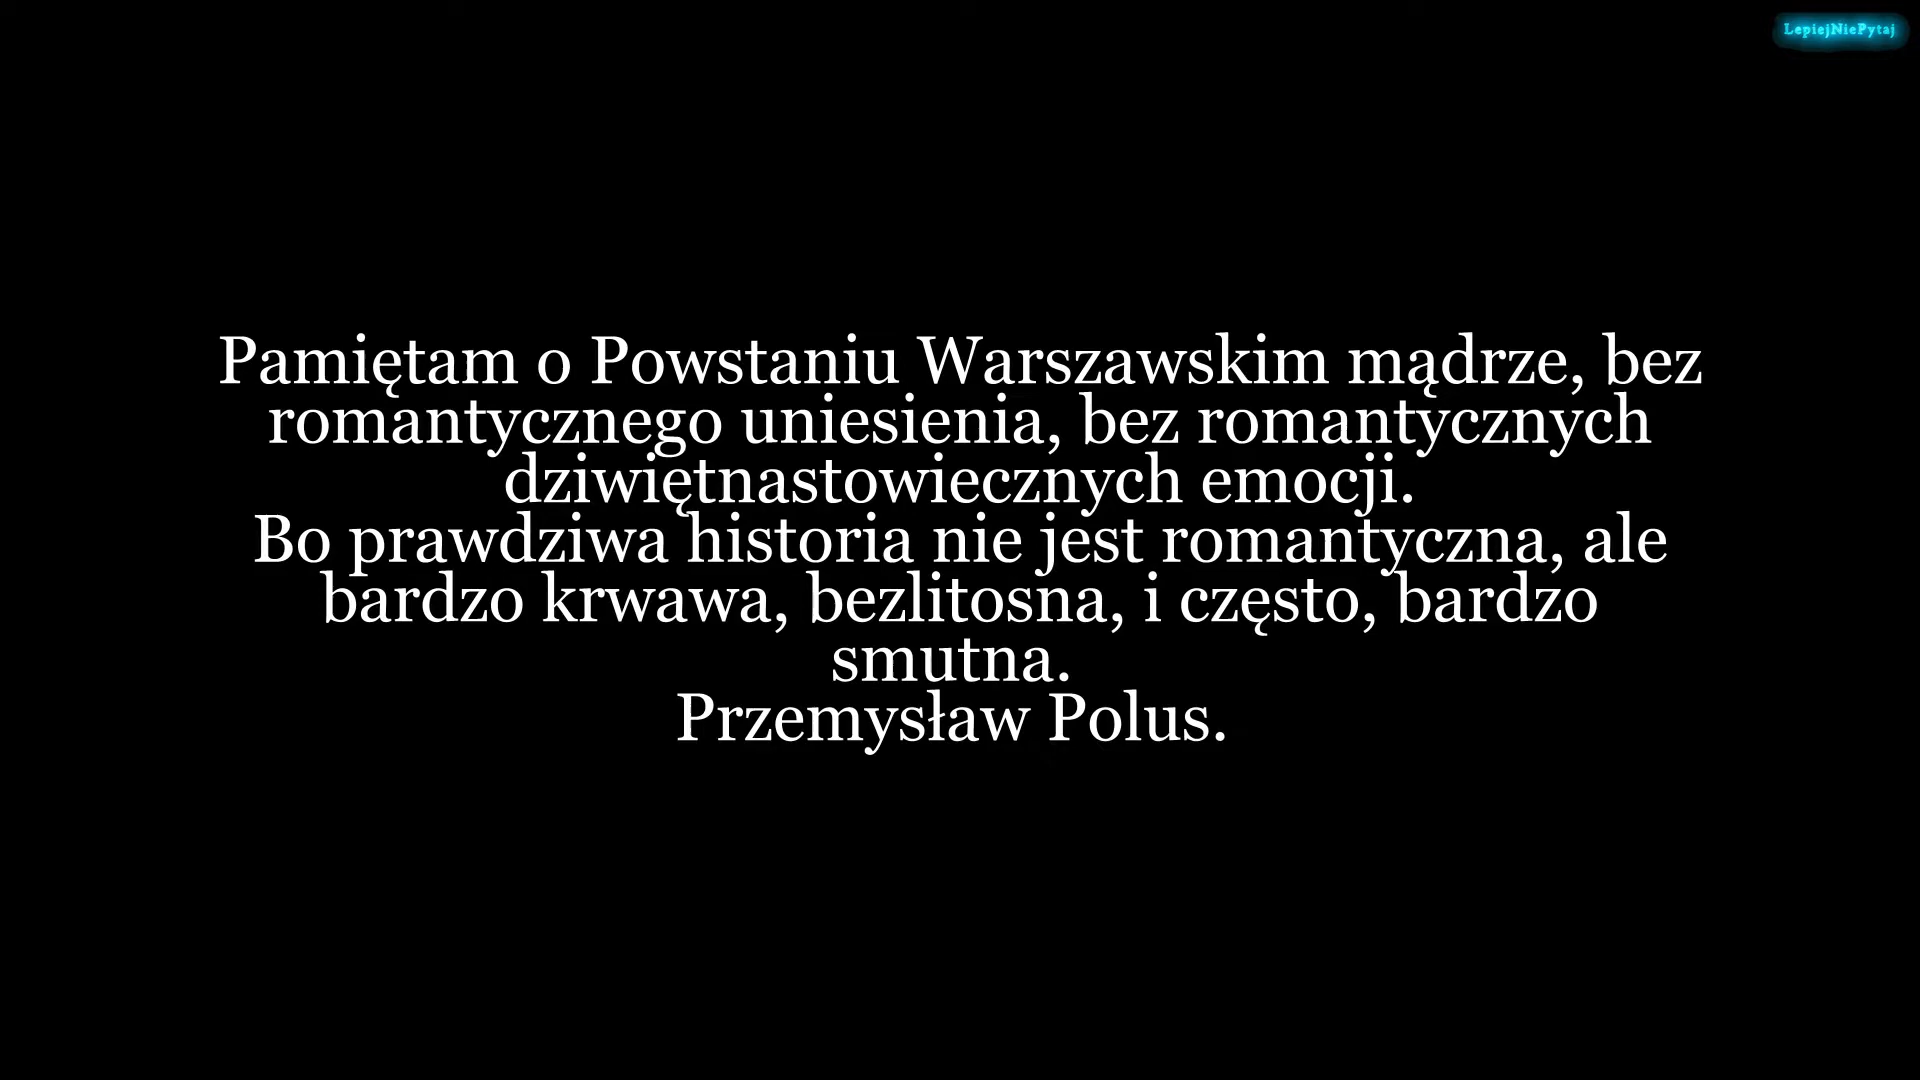 LepiejNiePytaj
Pamiętam o Powstaniu Warszawskim mądrze, bez
romantycznego uniesienia, bez romantycznych
dziwiętnastowiecznych emocji.
Bo prawdziwa historia nie jest romantyczna, ale
bardzo krwawa, bezlitosna, i często, bardzo
smutna.
Przemysław Polus.